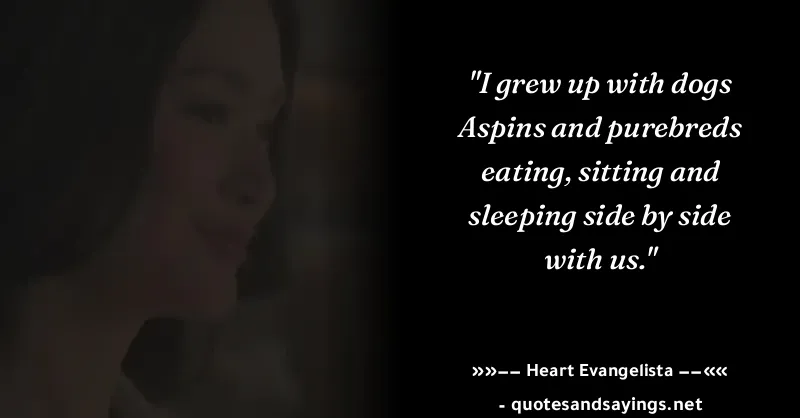 "I grew up with dogs
Aspins and purebreds
eating, sitting and
sleeping side by side
with us."
»»–– Heart Evangelista ––««
- quotesandsayings.net